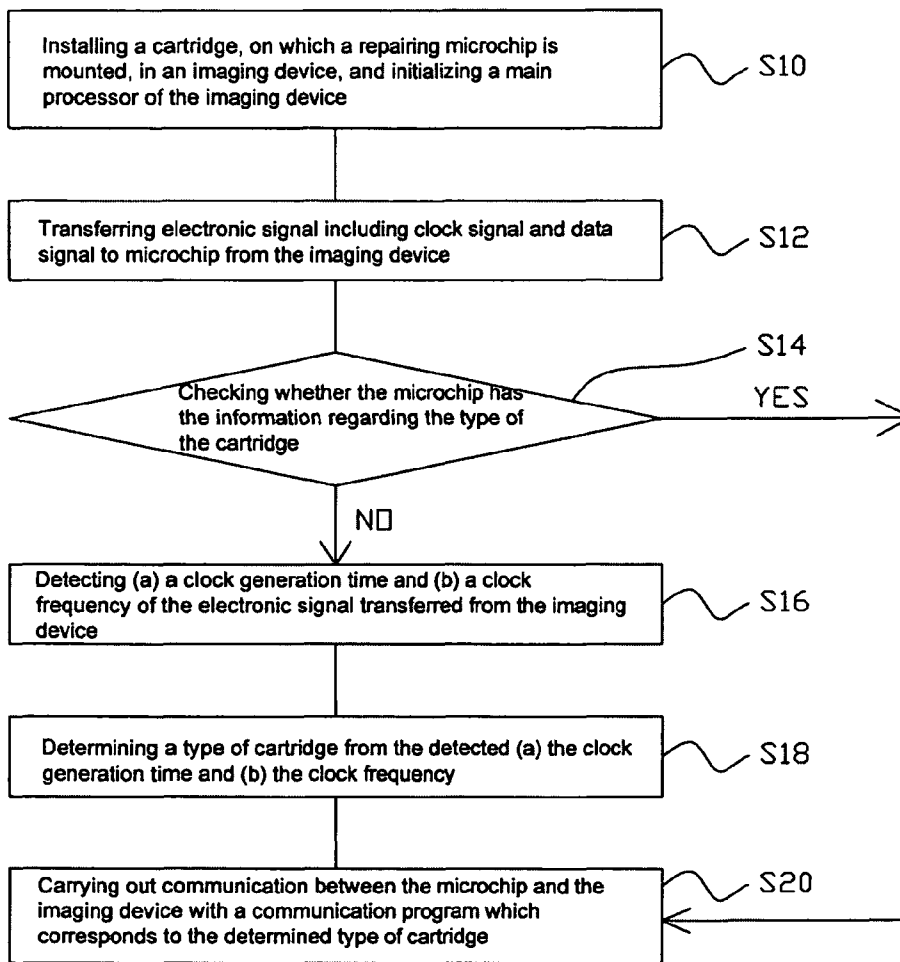 Installing a cartridge, on which a repairing microchip is
mounted, in an imaging device, and initializing a main
processor of the imaging device
S10
Transferring electronic signal including clock signal and data
signal to microchip from the imaging device
S12
S14
Checking whether the microchip has
the information regarding the type of
the cartridge
YES
NO
Detecting (a) a clock generation time and (b) a clock
frequency of the electronic signal transferred from the imaging
device
S16
Determining a type of cartridge from the detected (a) the clock
generation time and (b) the clock frequency
S18
Carrying out communication between the microchip and the
imaging device with a communication program which
corresponds to the determined type of cartridge
S20